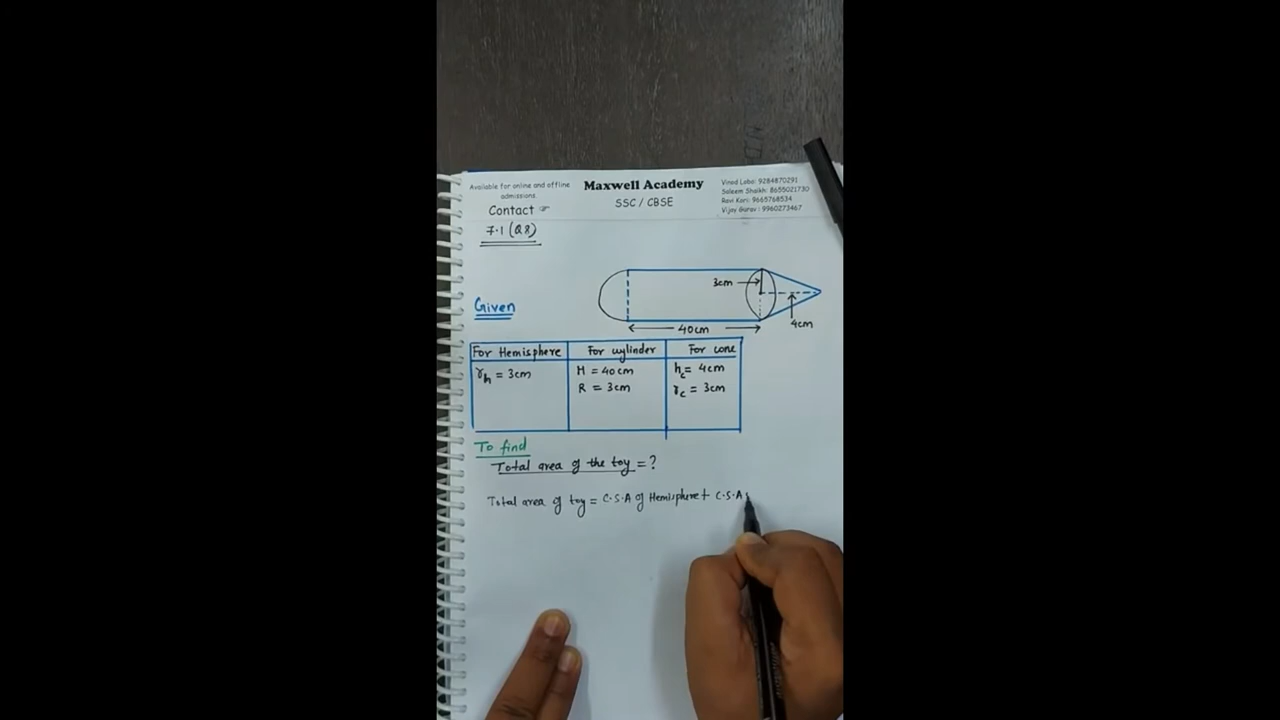 Available for online and offline
admissions.
Contact ☞
Maxwell Academy
SSC / CBSE
Vinod Lobo: 9284870291
Saleem Shaikh: 8655021730
Ravi Kori: 9665768534
Vijay Gurav: 9960273467
7.1 (Q8)
3cm
40cm
4cm
Given
For Hemisphere For cylinder For cone
rh = 3cm H = 40cm hc = 4cm
R = 3cm rc = 3cm
To find
Total area of the toy = ?
Total area of toy = C.S.A of Hemisphere + C.S.A